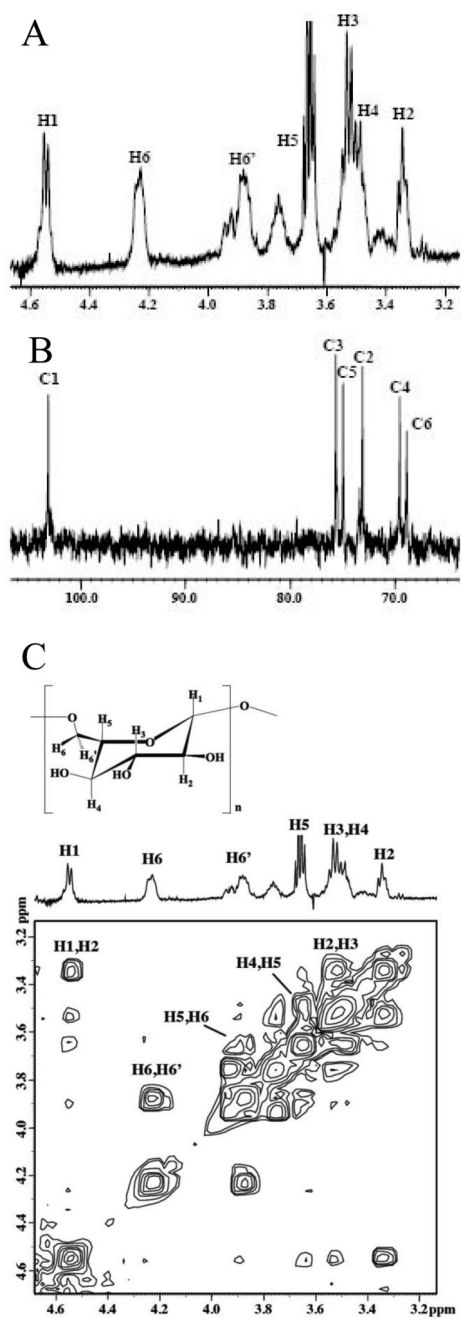 A
H1
H6
H6'
H5
H3
H4
H2
4.6 4.4 4.2 4.0 3.8 3.6 3.4 3.2
B
C1
C3
C5
C2
C4
C6
100.0 90.0 80.0 70.0
C
O
H5
H3
H1
O
H6
H6'
O
HO
HO
H2
OH
H4
n
H1 H6 H6' H5 H3,H4 H2
ppm
3.2
3.4
3.6
3.8
4.0
4.2
4.4
4.6
H1,H2
H2,H3
H4,H5
H5,H6
H6,H6'
4.6 4.4 4.2 4.0 3.8 3.6 3.4 3.2 ppm